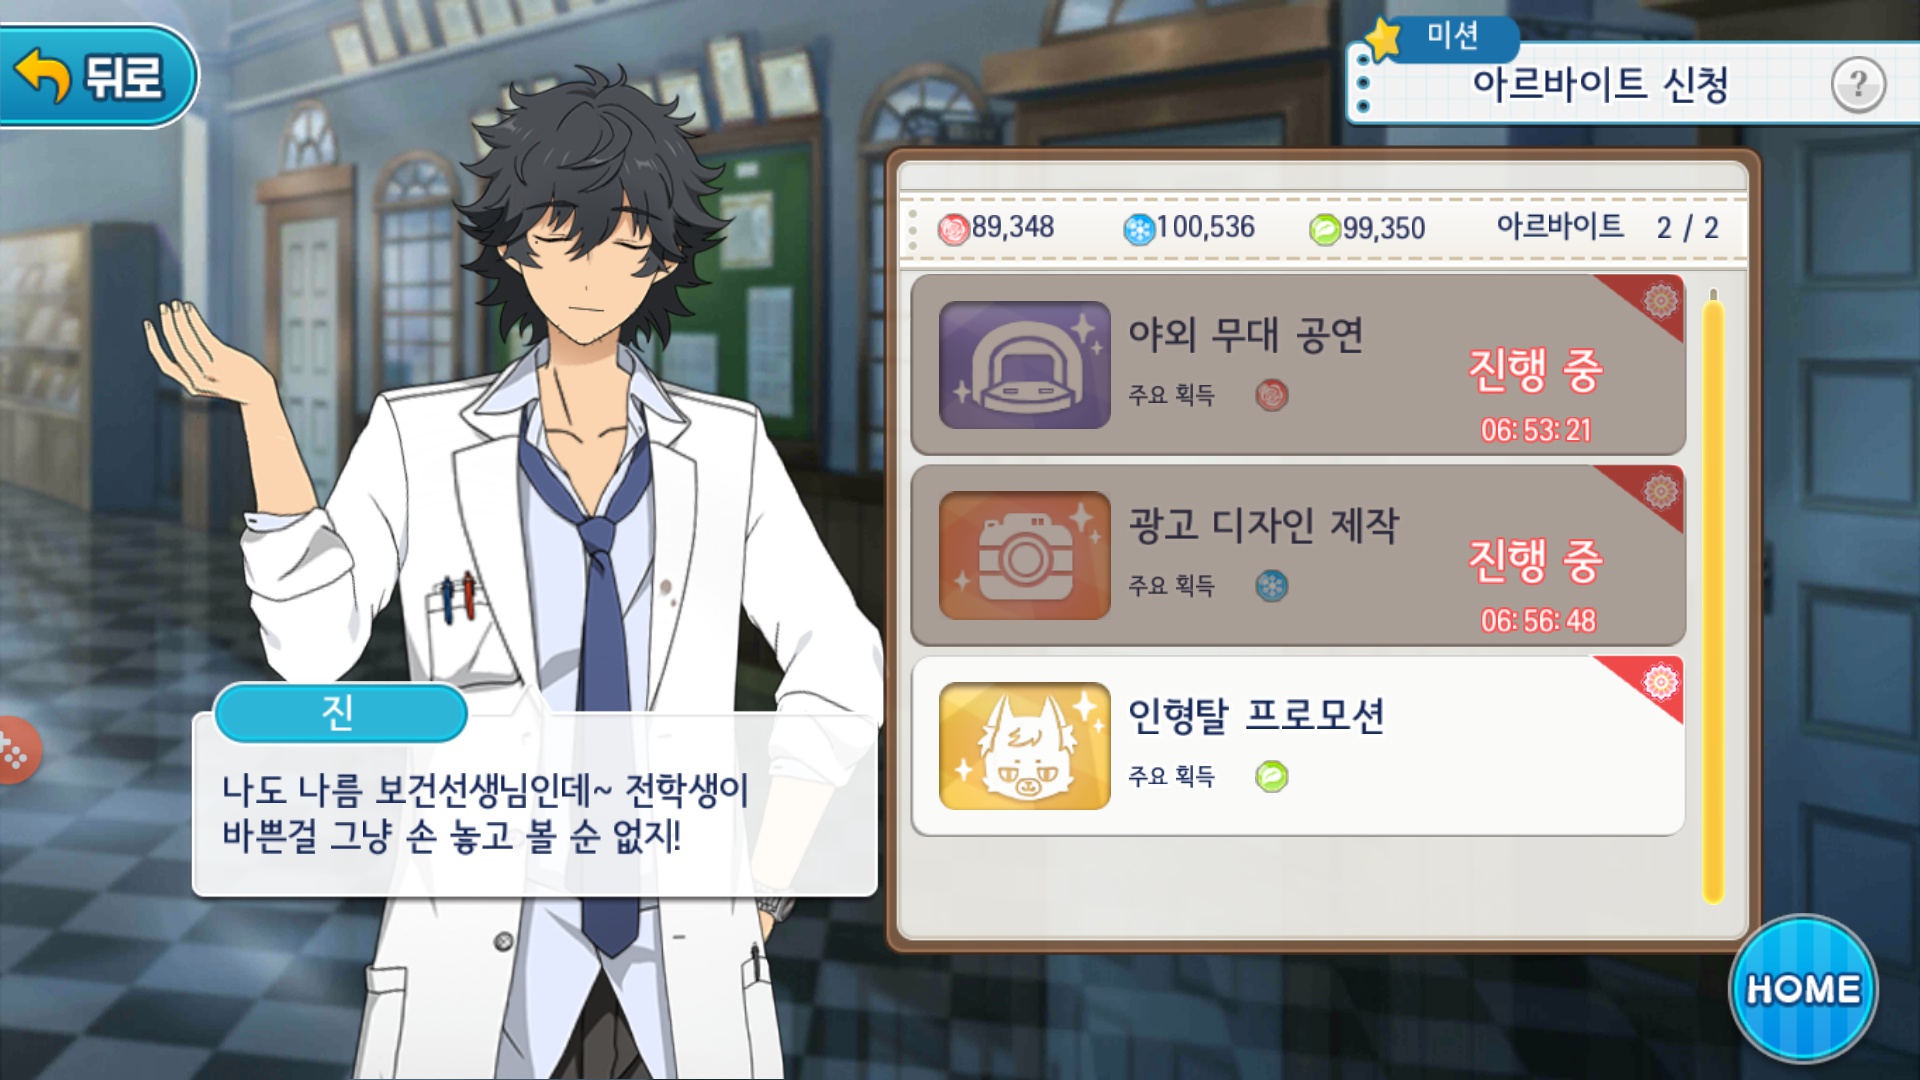 뒤로
미션
아르바이트 신청
?
89,348 100,536 99,350 아르바이트 2 / 2
야외 무대 공연
주요 획득
진행 중
06:53:21
광고 디자인 제작
주요 획득
진행 중
06:56:48
인형탈 프로모션
주요 획득
진
나도 나름 보건선생님인데~ 전학생이
바쁜걸 그냥 손 놓고 볼 순 없지!
HOME